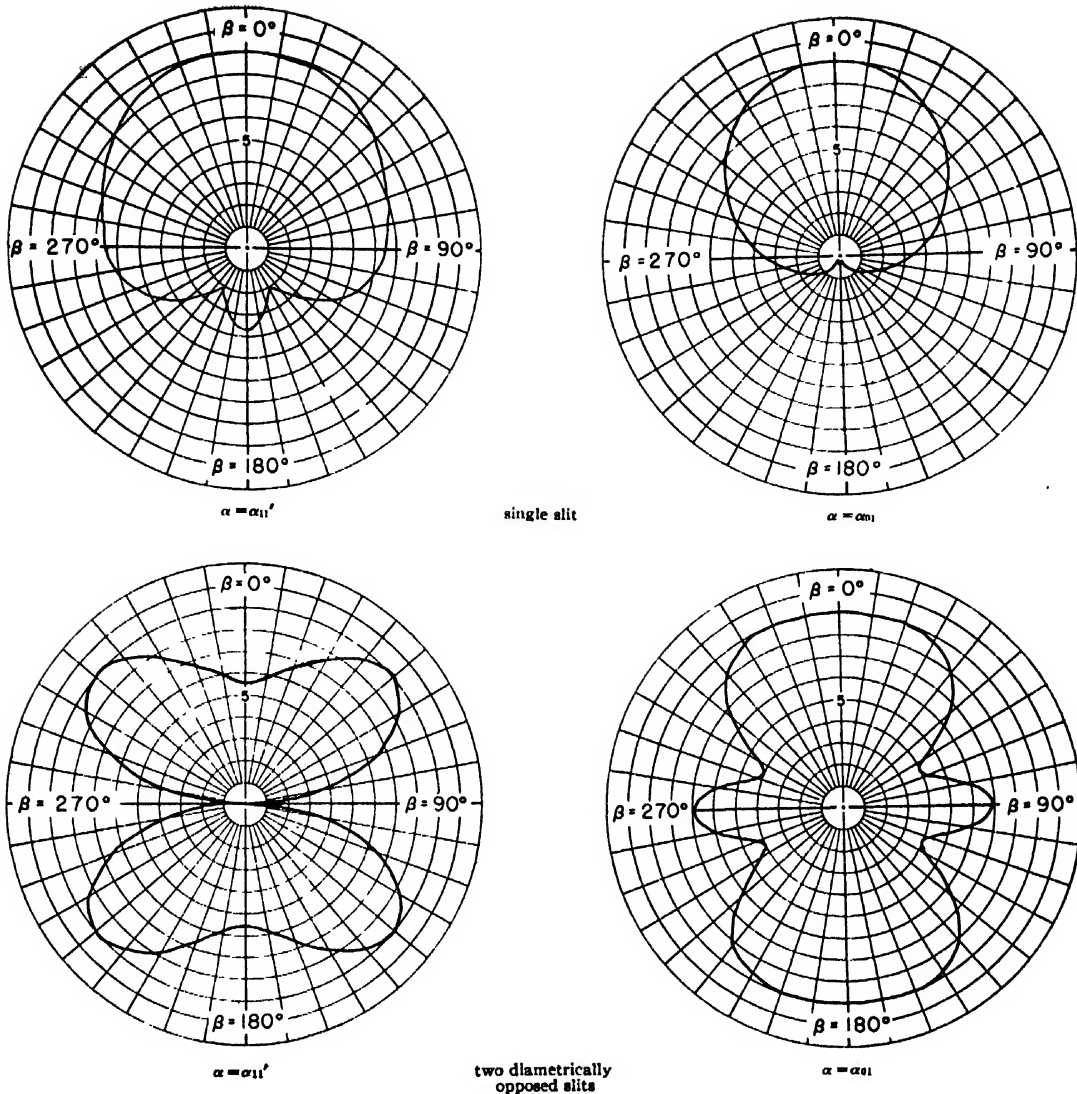 β = 0°
5
β = 270°
β = 90°
β = 180°
α = α₁₁′
β = 0°
5
β = 270°
β = 90°
β = 180°
α = α₀₁
single slit
β = 0°
5
β = 270°
β = 90°
β = 180°
α = α₁₁′
β = 0°
5
β = 270°
β = 90°
β = 180°
α = α₀₁
two diametrically
opposed slits